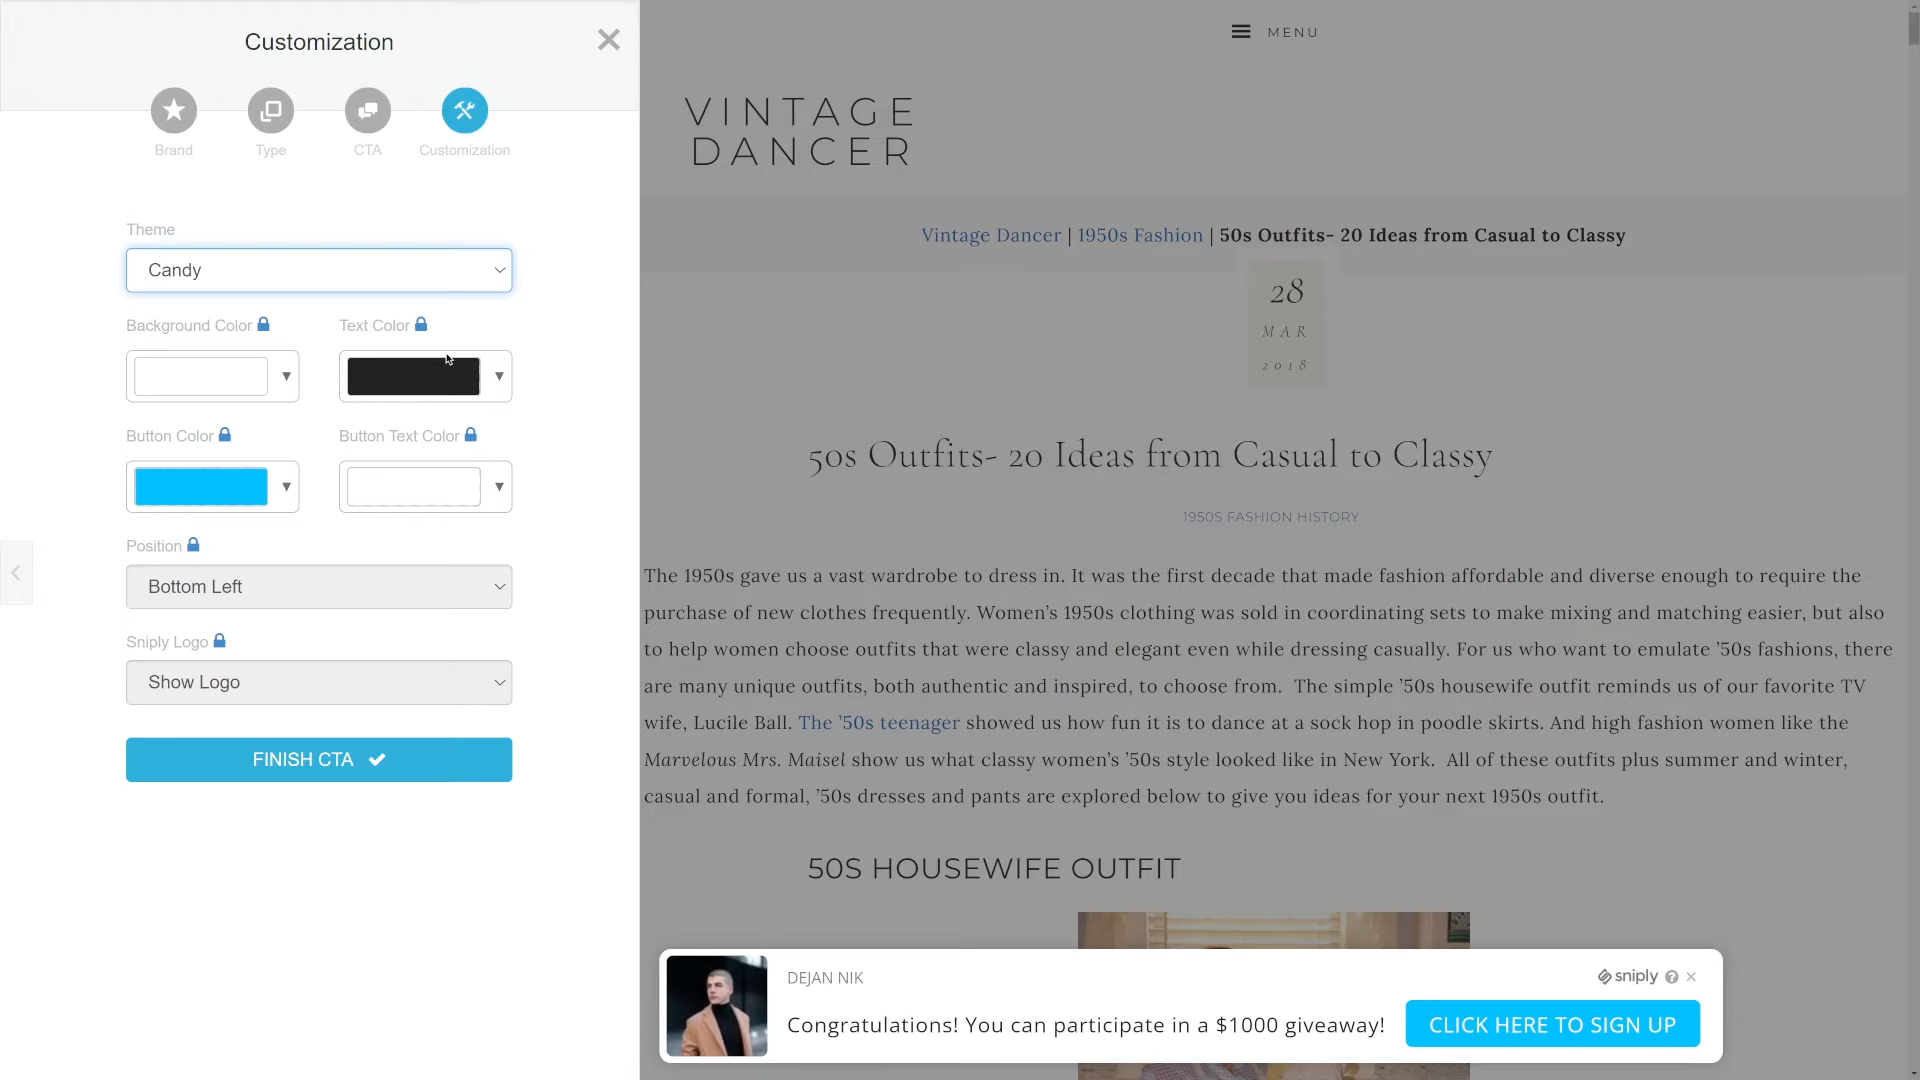 Customization
Brand
Type
CTA
Customization
Theme
Candy
Background Color
Text Color
Button Color
Button Text Color
Position
Bottom Left
Sniply Logo
Show Logo
FINISH CTA
MENU
VINTAGE
DANCER
Vintage Dancer | 1950s Fashion | 50s Outfits- 20 Ideas from Casual to Classy
28
MAR
2018
50s Outfits- 20 Ideas from Casual to Classy
1950S FASHION HISTORY
The 1950s gave us a vast wardrobe to dress in. It was the first decade that made fashion affordable and diverse enough to require the
purchase of new clothes frequently. Women’s 1950s clothing was sold in coordinating sets to make mixing and matching easier, but also
to help women choose outfits that were classy and elegant even while dressing casually. For us who want to emulate ’50s fashions, there
are many unique outfits, both authentic and inspired, to choose from. The simple ’50s housewife outfit reminds us of our favorite TV
wife, Lucile Ball. The ’50s teenager showed us how fun it is to dance at a sock hop in poodle skirts. And high fashion women like the
Marvelous Mrs. Maisel show us what classy women’s ’50s style looked like in New York. All of these outfits plus summer and winter,
casual and formal, ’50s dresses and pants are explored below to give you ideas for your next 1950s outfit.
50S HOUSEWIFE OUTFIT
DEJAN NIK
sniply
Congratulations! You can participate in a $1000 giveaway!
CLICK HERE TO SIGN UP